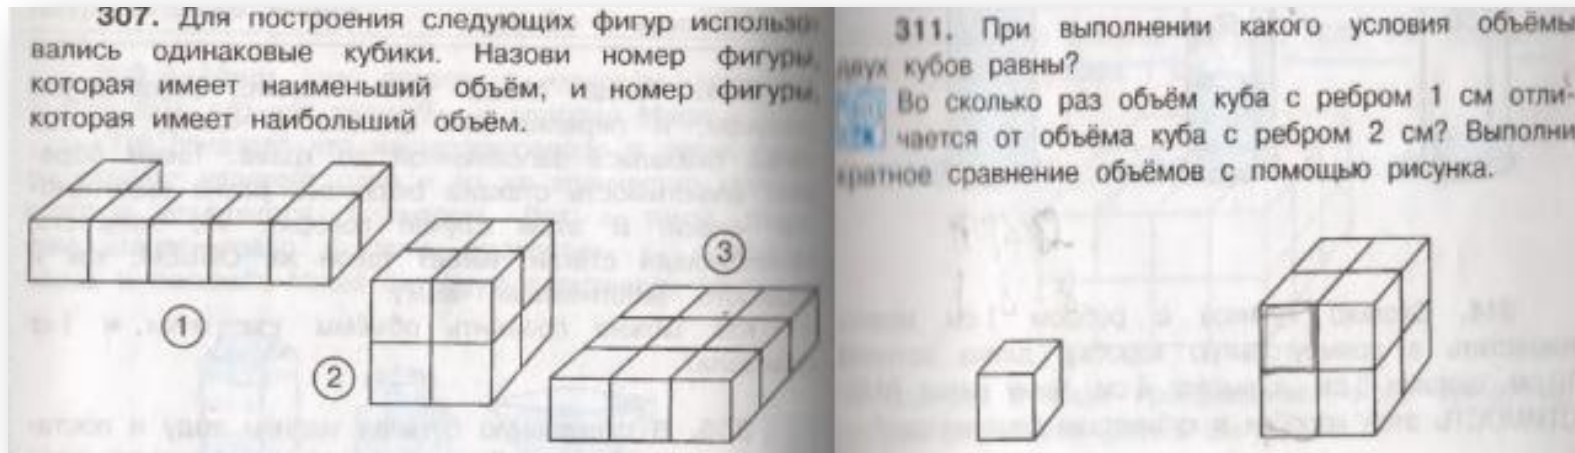 307. Для построения следующих фигур использо-
вались одинаковые кубики. Назови номер фигуры,
которая имеет наименьший объём, и номер фигуры,
которая имеет наибольший объём.
1
2
3
311. При выполнении какого условия объёмы
двух кубов равны?
Во сколько раз объём куба с ребром 1 см отли-
чается от объёма куба с ребром 2 см? Выполни
кратное сравнение объёмов с помощью рисунка.